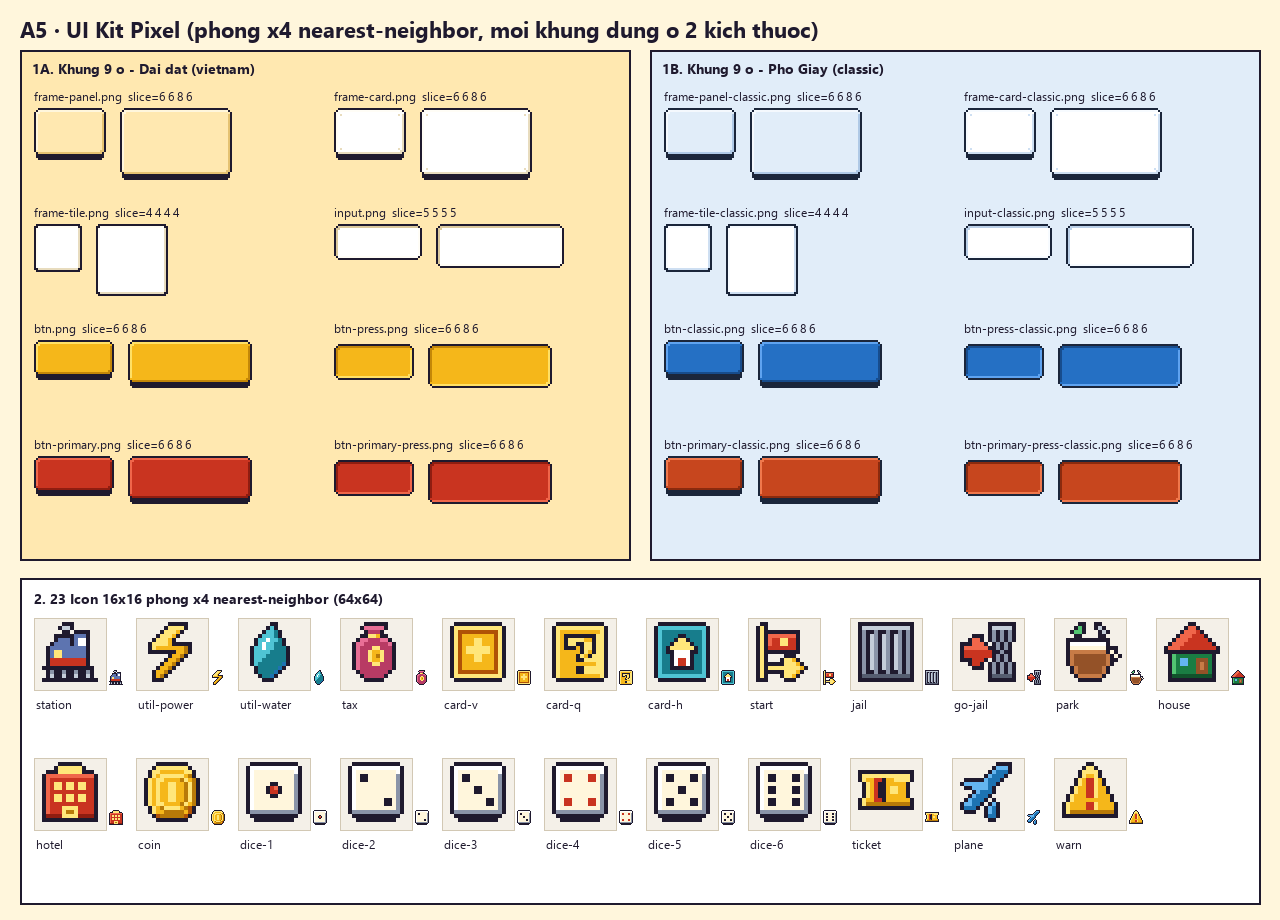 A5 · UI Kit Pixel (phong x4 nearest-neighbor, moi khung dung o 2 kich thuoc)
1A. Khung 9 o - Dai dat (vietnam)
frame-panel.png slice=6 6 8 6
frame-card.png slice=6 6 8 6
frame-tile.png slice=4 4 4 4
input.png slice=5 5 5 5
btn.png slice=6 6 8 6
btn-press.png slice=6 6 8 6
btn-primary.png slice=6 6 8 6
btn-primary-press.png slice=6 6 8 6
1B. Khung 9 o - Pho Giay (classic)
frame-panel-classic.png slice=6 6 8 6
frame-card-classic.png slice=6 6 8 6
frame-tile-classic.png slice=4 4 4 4
input-classic.png slice=5 5 5 5
btn-classic.png slice=6 6 8 6
btn-press-classic.png slice=6 6 8 6
btn-primary-classic.png slice=6 6 8 6
btn-primary-press-classic.png slice=6 6 8 6
2. 23 Icon 16x16 phong x4 nearest-neighbor (64x64)
station
util-power
util-water
tax
card-v
card-q
card-h
start
jail
go-jail
park
house
hotel
coin
dice-1
dice-2
dice-3
dice-4
dice-5
dice-6
ticket
plane
warn